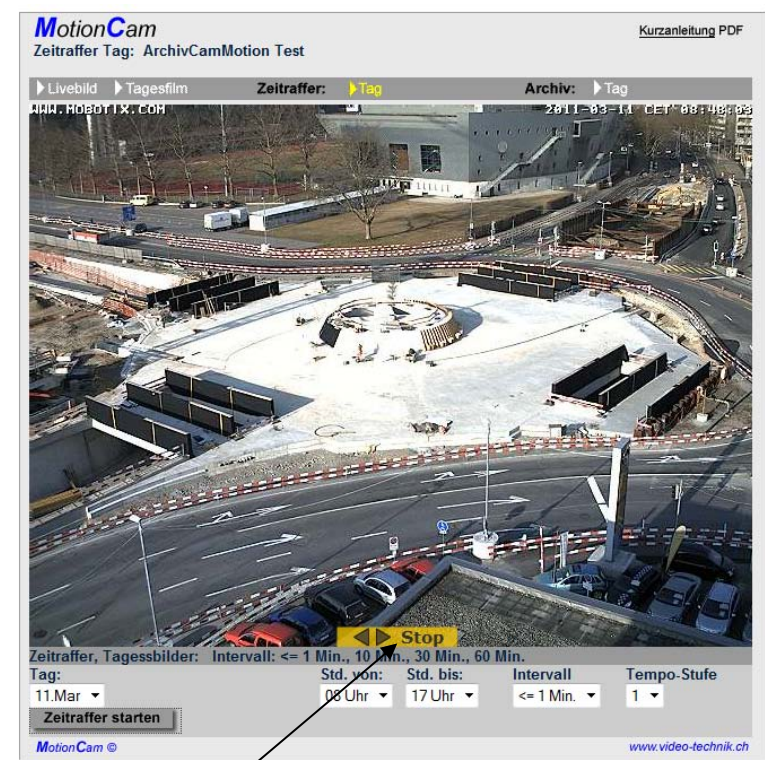 MotionCam
Kurzanleitung PDF
Zeitraffer Tag: ArchivCamMotion Test
Livebild Tagesfilm Zeitraffer: Tag Archiv: Tag
WWW.MOBOTIX.COM 2011-03-11 CET 08:48:03
Stop
Zeitraffer, Tagessbilder: Intervall: <= 1 Min., 10 Min., 30 Min., 60 Min.
Tag: Std. von: Std. bis: Intervall Tempo-Stufe
11.Mar 08 Uhr 17 Uhr <= 1 Min. 1
Zeitraffer starten
MotionCam © www.video-technik.ch